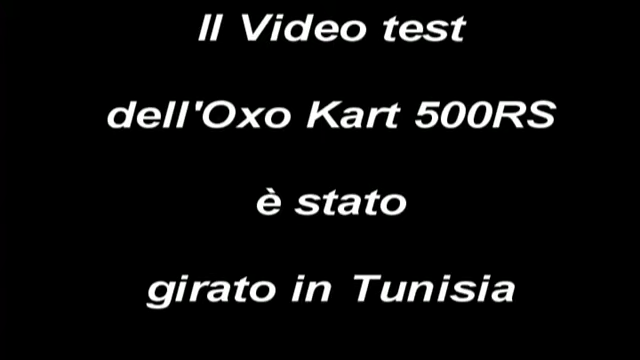 Il Video test
dell'Oxo Kart 500RS
è stato
girato in Tunisia